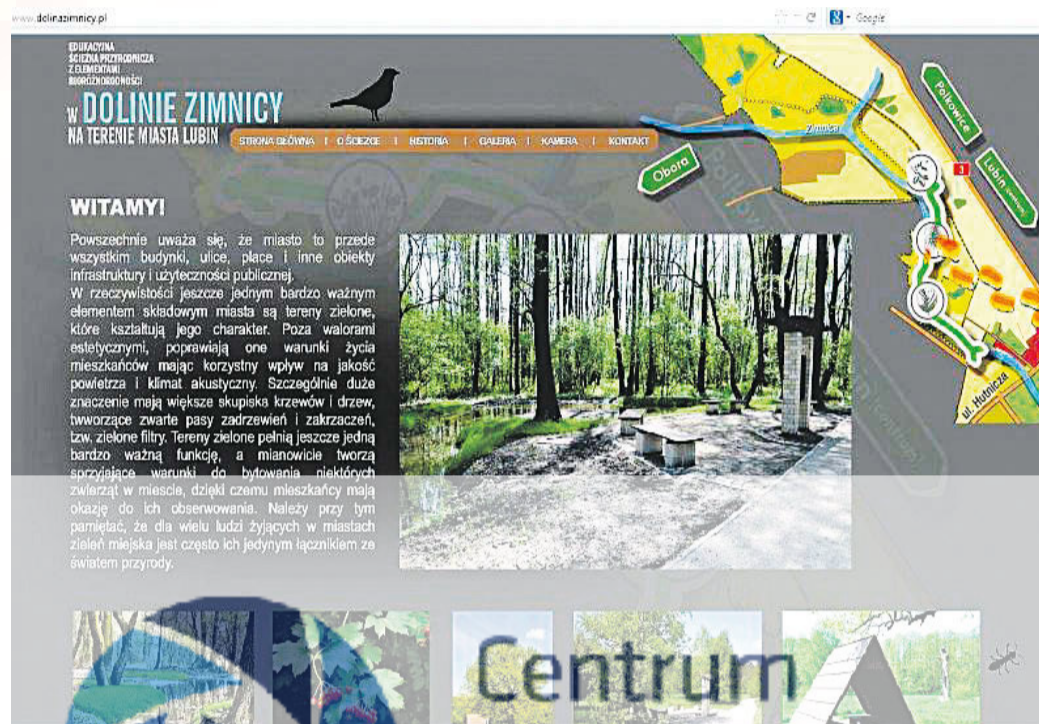 www.dolinazimnicy.pl
Google
EDUKACYJNA
ŚCIEŻKA PRZYRODNICZA
Z ELEMENTAMI
BIORÓŻNORODNOŚCI
W DOLINIE ZIMNICY
NA TERENIE MIASTA LUBIN
STRONA GŁÓWNA | O ŚCIEŻCE | HISTORIA | GALERIA | KAMERA | KONTAKT
Zimnica
Obora
Polkowice
Lubin centrum
3
ul. Hutnicza
WITAMY!
Powszechnie uważa się, że miasto to przede
wszystkim budynki, ulice, place i inne obiekty
infrastruktury i użyteczności publicznej.
W rzeczywistości jeszcze jednym bardzo ważnym
elementem składowym miasta są tereny zielone,
które kształtują jego charakter. Poza walorami
estetycznymi, poprawiają one warunki życia
mieszkańców mając korzystny wpływ na jakość
powietrza i klimat akustyczny. Szczególnie duże
znaczenie mają większe skupiska krzewów i drzew,
tworzące zwarte pasy zadrzewień i zakrzaczeń,
tzw. zielone filtry. Tereny zielone pełnią jeszcze jedną
bardzo ważną funkcję, a mianowicie tworzą
sprzyjające warunki do bytowania niektórych
zwierząt w mieście, dzięki czemu mieszkańcy mają
okazję do ich obserwowania. Należy przy tym
pamiętać, że dla wielu ludzi żyjących w miastach
zieleń miejska jest często ich jedynym łącznikiem ze
światem przyrody.
Centrum